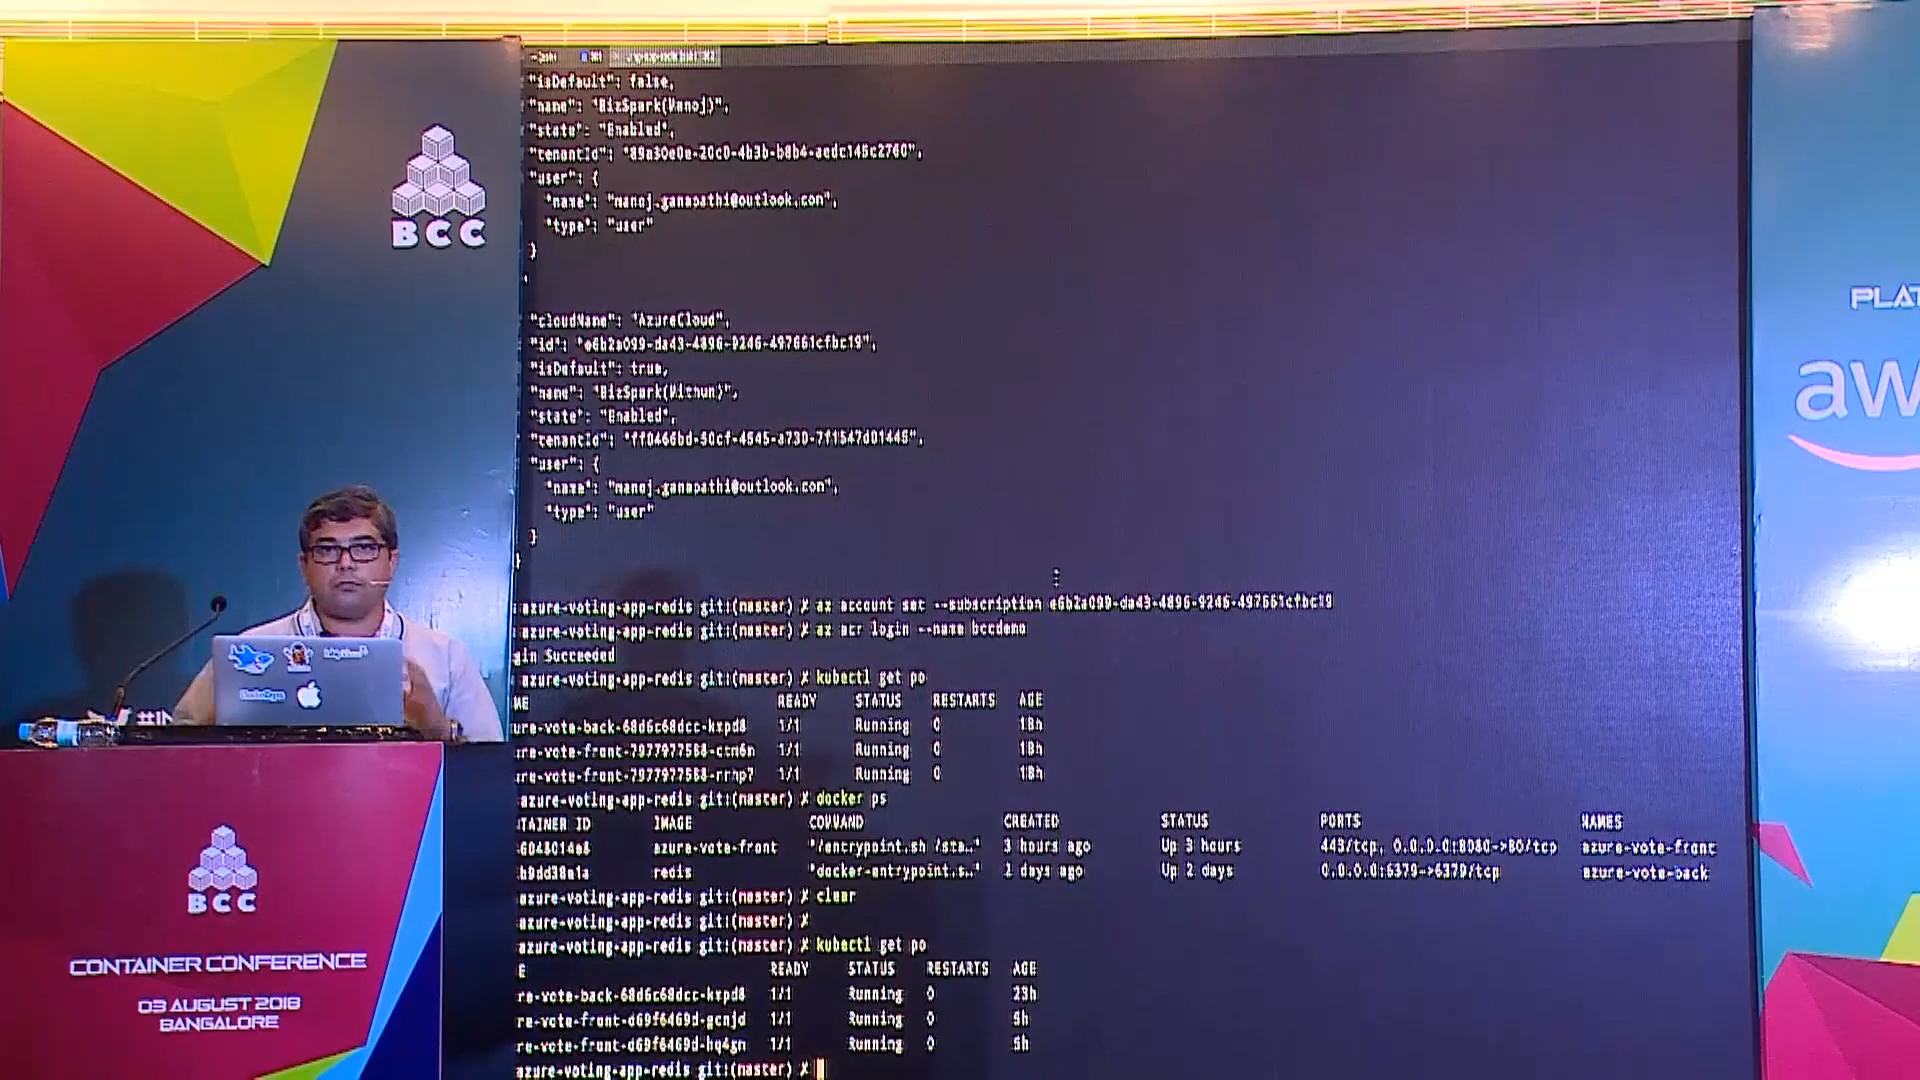 "isDefault": false,
"name": "BizSpark(Manoj)",
"state": "Enabled",
"tenantId":
"user": {
"name": "manoj.ganapathi@outlook.com",
"type": "user"
}
BCC
"cloudName": "AzureCloud",
"id": "e6b2a099-da43-4896-9246-497661cfbc19",
"isDefault": true,
"name": "BizSpark(Mithun)",
"state": "Enabled",
"tenantId":
"user": {
"name": "manoj.ganapathi@outlook.com",
"type": "user"
}
azure-voting-app-redis git:(master) ✗ az account set --subscription e6b2a099-da43-4896-9246-497661cfbc19
azure-voting-app-redis git:(master) ✗ az acr login --name bccdemo
gin Succeeded
azure-voting-app-redis git:(master) ✗ kubectl get po
ME READY STATUS RESTARTS AGE
ure-vote-back-68d6c68dcc-kxpd8 1/1 Running 0 18h
ure-vote-front-7977977588-ctm6n 1/1 Running 0 18h
ure-vote-front-7977977588-rrhp7 1/1 Running 0 18h
azure-voting-app-redis git:(master) ✗ docker ps
TAINER ID IMAGE COMMAND CREATED STATUS PORTS NAMES
azure-vote-front "/entrypoint.sh /sta…" 3 hours ago Up 3 hours 443/tcp, 0.0.0.0:8080->80/tcp azure-vote-front
redis "docker-entrypoint.s…" 2 days ago Up 2 days 0.0.0.0:6379->6379/tcp azure-vote-back
azure-voting-app-redis git:(master) ✗ clear
azure-voting-app-redis git:(master) ✗
azure-voting-app-redis git:(master) ✗ kubectl get po
E READY STATUS RESTARTS AGE
re-vote-back-68d6c68dcc-kxpd8 1/1 Running 0 23h
re-vote-front-d69f6469d-gcnjd 1/1 Running 0 5h
re-vote-front-d69f6469d-hq4gn 1/1 Running 0 5h
azure-voting-app-redis git:(master) ✗
#IN
BCC
CONTAINER CONFERENCE
03 AUGUST 2018
BANGALORE
PLAT
aw